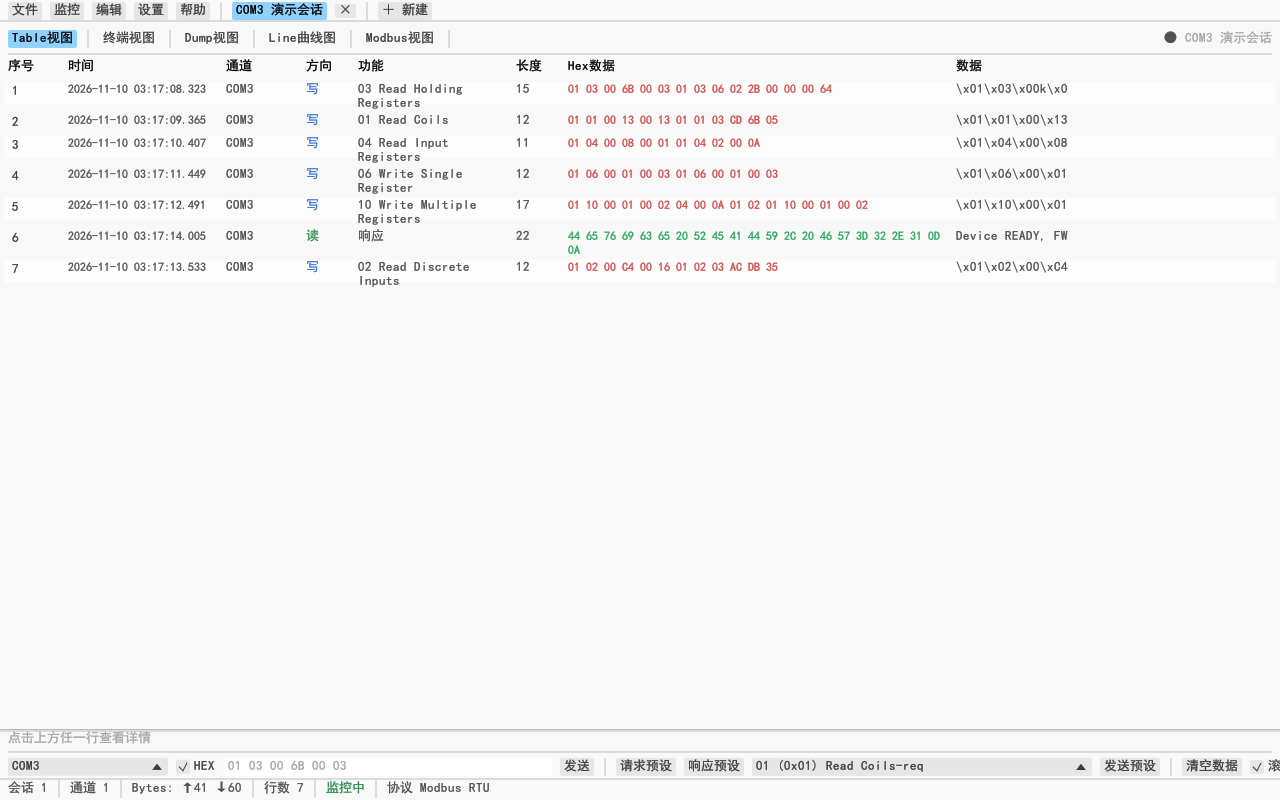 文件 监控 编辑 设置 帮助 COM3 演示会话 × + 新建
Table视图 终端视图 Dump视图 Line曲线图 Modbus视图 ● COM3 演示会话
序号 时间 通道 方向 功能 长度 Hex数据 数据
1 2026-11-10 03:17:08.323 COM3 写 03 Read Holding 15 01 03 00 6B 00 03 01 03 06 02 2B 00 00 00 64 \x01\x03\x00k\x0
Registers
2 2026-11-10 03:17:09.365 COM3 写 01 Read Coils 12 01 01 00 13 00 13 01 01 03 CD 6B 05 \x01\x01\x00\x13
3 2026-11-10 03:17:10.407 COM3 写 04 Read Input 11 01 04 00 08 00 01 01 04 02 00 0A \x01\x04\x00\x08
Registers
4 2026-11-10 03:17:11.449 COM3 写 06 Write Single 12 01 06 00 01 00 03 01 06 00 01 00 03 \x01\x06\x00\x01
Register
5 2026-11-10 03:17:12.491 COM3 写 10 Write Multiple 17 01 10 00 01 00 02 04 00 0A 01 02 01 10 00 01 00 02 \x01\x10\x00\x01
Registers
6 2026-11-10 03:17:14.005 COM3 读 响应 22 44 65 76 69 63 65 20 52 45 41 44 59 2C 20 46 57 3D 32 2E 31 0D Device READY, FW
0A
7 2026-11-10 03:17:13.533 COM3 写 02 Read Discrete 12 01 02 00 C4 00 16 01 02 03 AC DB 35 \x01\x02\x00\xC4
Inputs
点击上方任一行查看详情
COM3 HEX 01 03 00 6B 00 03 发送 请求预设 响应预设 01 (0x01) Read Coils-req 发送预设 清空数据 滚
会话 1 通道 1 Bytes: ↑41 ↓60 行数 7 监控中 协议 Modbus RTU